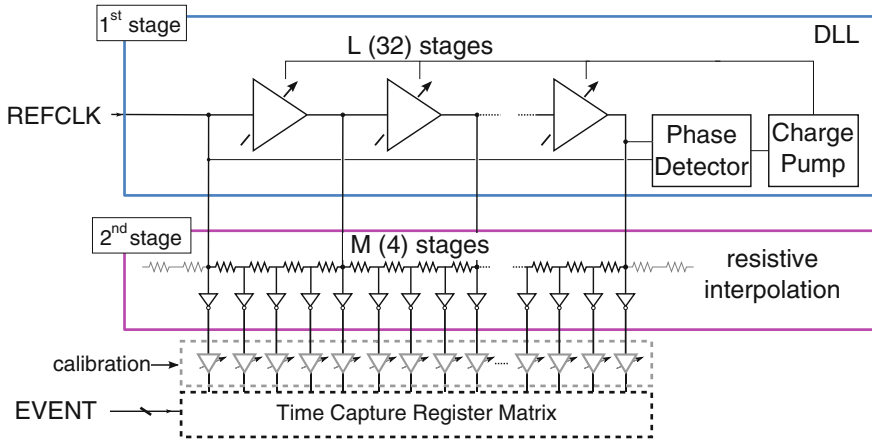 1st stage
L (32) stages
DLL
REFCLK
Phase
Detector
Charge
Pump
2nd stage
M (4) stages
resistive
interpolation
calibration
EVENT
Time Capture Register Matrix